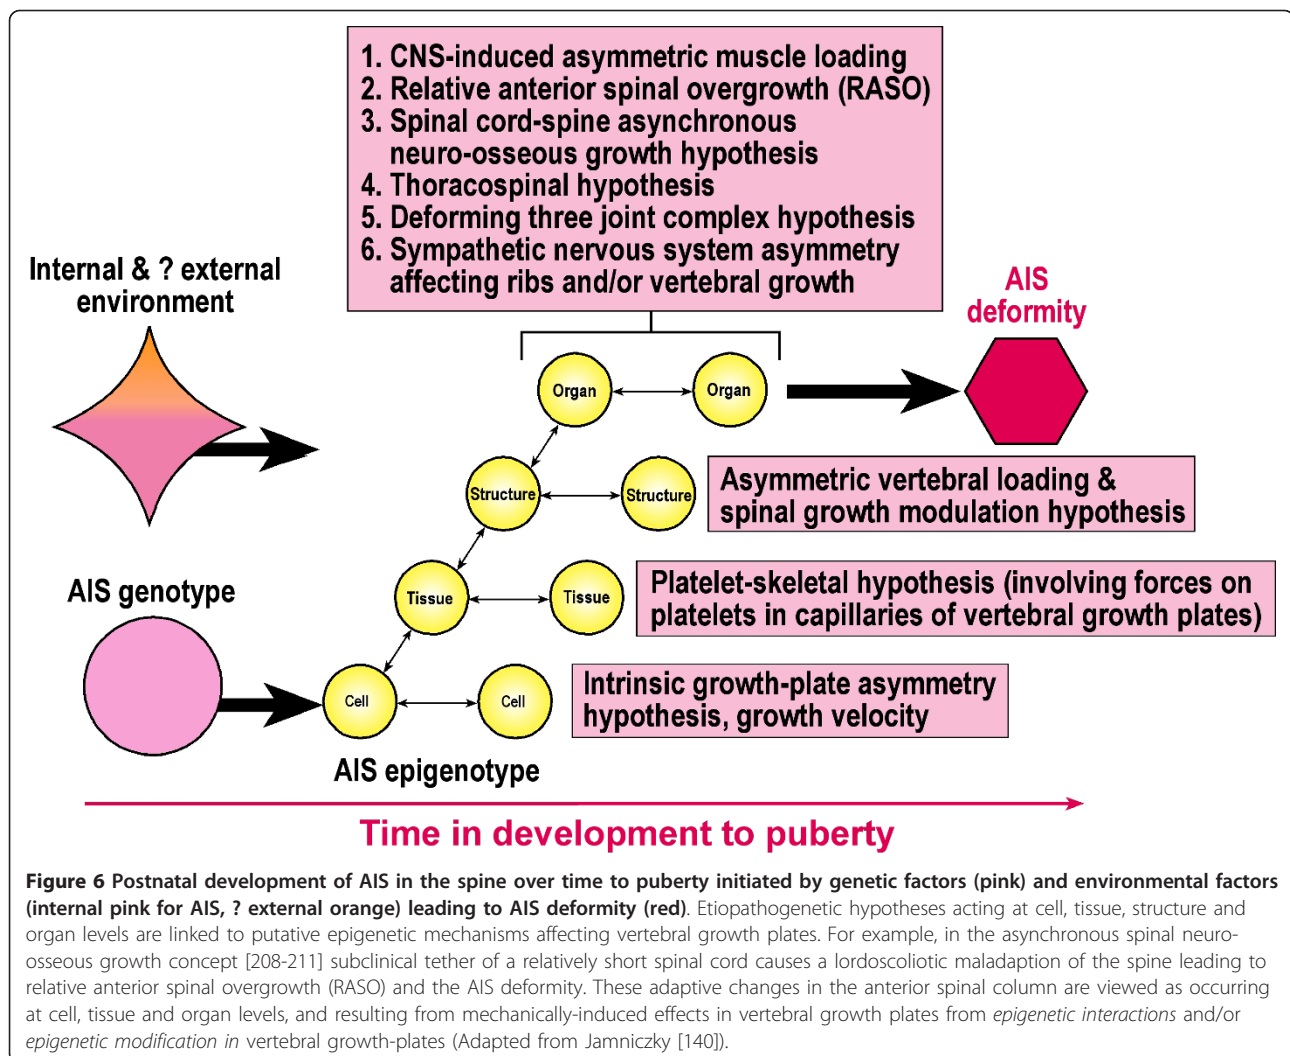 1. CNS-induced asymmetric muscle loading
2. Relative anterior spinal overgrowth (RASO)
3. Spinal cord-spine asynchronous
neuro-osseous growth hypothesis
4. Thoracospinal hypothesis
5. Deforming three joint complex hypothesis
6. Sympathetic nervous system asymmetry
affecting ribs and/or vertebral growth
Internal & ? external
environment
AIS
deformity
Organ
Organ
Structure
Structure
Asymmetric vertebral loading &
spinal growth modulation hypothesis
AIS genotype
Tissue
Tissue
Platelet-skeletal hypothesis (involving forces on
platelets in capillaries of vertebral growth plates)
Cell
Cell
Intrinsic growth-plate asymmetry
hypothesis, growth velocity
AIS epigenotype
Time in development to puberty
Figure 6 Postnatal development of AIS in the spine over time to puberty initiated by genetic factors (pink) and environmental factors
(internal pink for AIS, ? external orange) leading to AIS deformity (red). Etiopathogenetic hypotheses acting at cell, tissue, structure and
organ levels are linked to putative epigenetic mechanisms affecting vertebral growth plates. For example, in the asynchronous spinal neuro-
osseous growth concept [208-211] subclinical tether of a relatively short spinal cord causes a lordoscoliotic maladaption of the spine leading to
relative anterior spinal overgrowth (RASO) and the AIS deformity. These adaptive changes in the anterior spinal column are viewed as occurring
at cell, tissue and organ levels, and resulting from mechanically-induced effects in vertebral growth plates from epigenetic interactions and/or
epigenetic modification in vertebral growth-plates (Adapted from Jamniczky [140]).